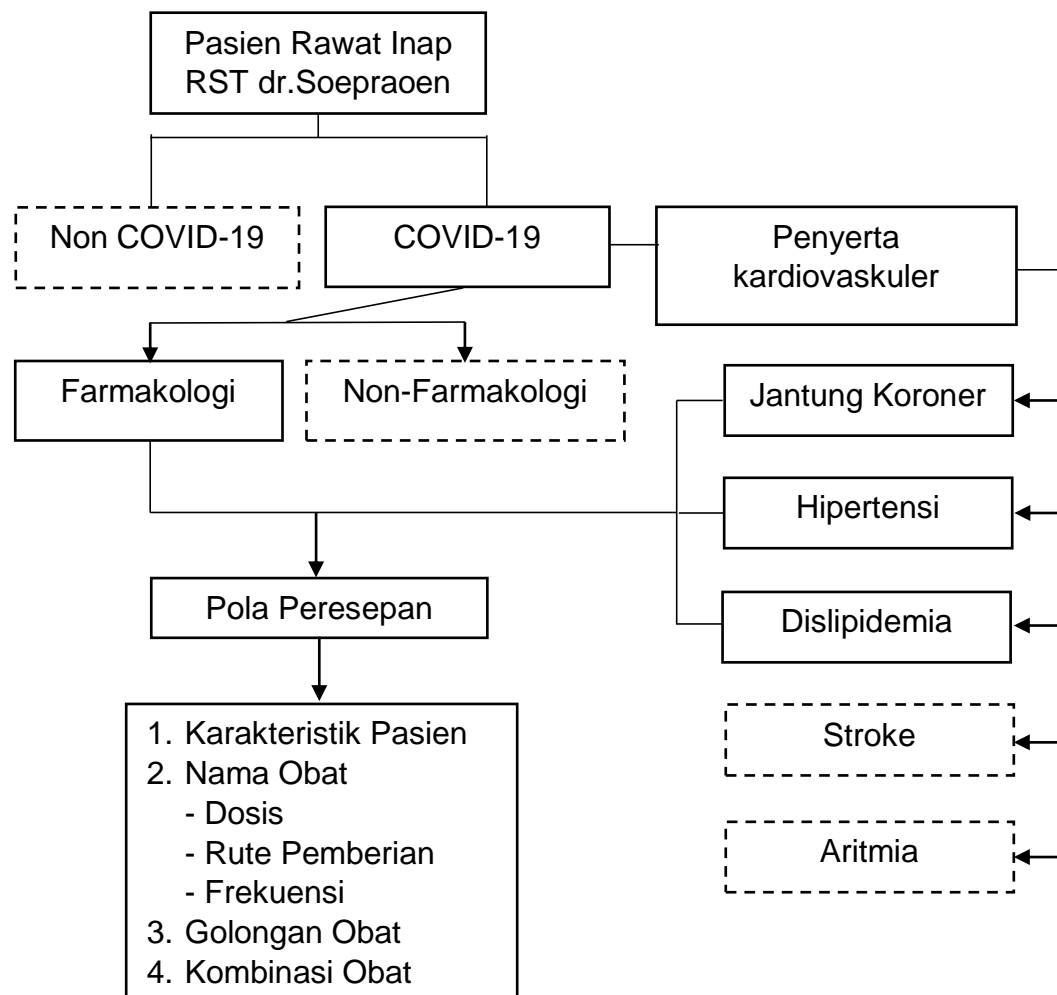 Pasien Rawat Inap
RST dr.Soepraoen
Non COVID-19
COVID-19
Penyerta
kardiovaskuler
Farmakologi
Non-Farmakologi
Jantung Koroner
Hipertensi
Pola Peresepan
Dislipidemia
1. Karakteristik Pasien
2. Nama Obat
- Dosis
- Rute Pemberian
- Frekuensi
3. Golongan Obat
4. Kombinasi Obat
Stroke
Aritmia